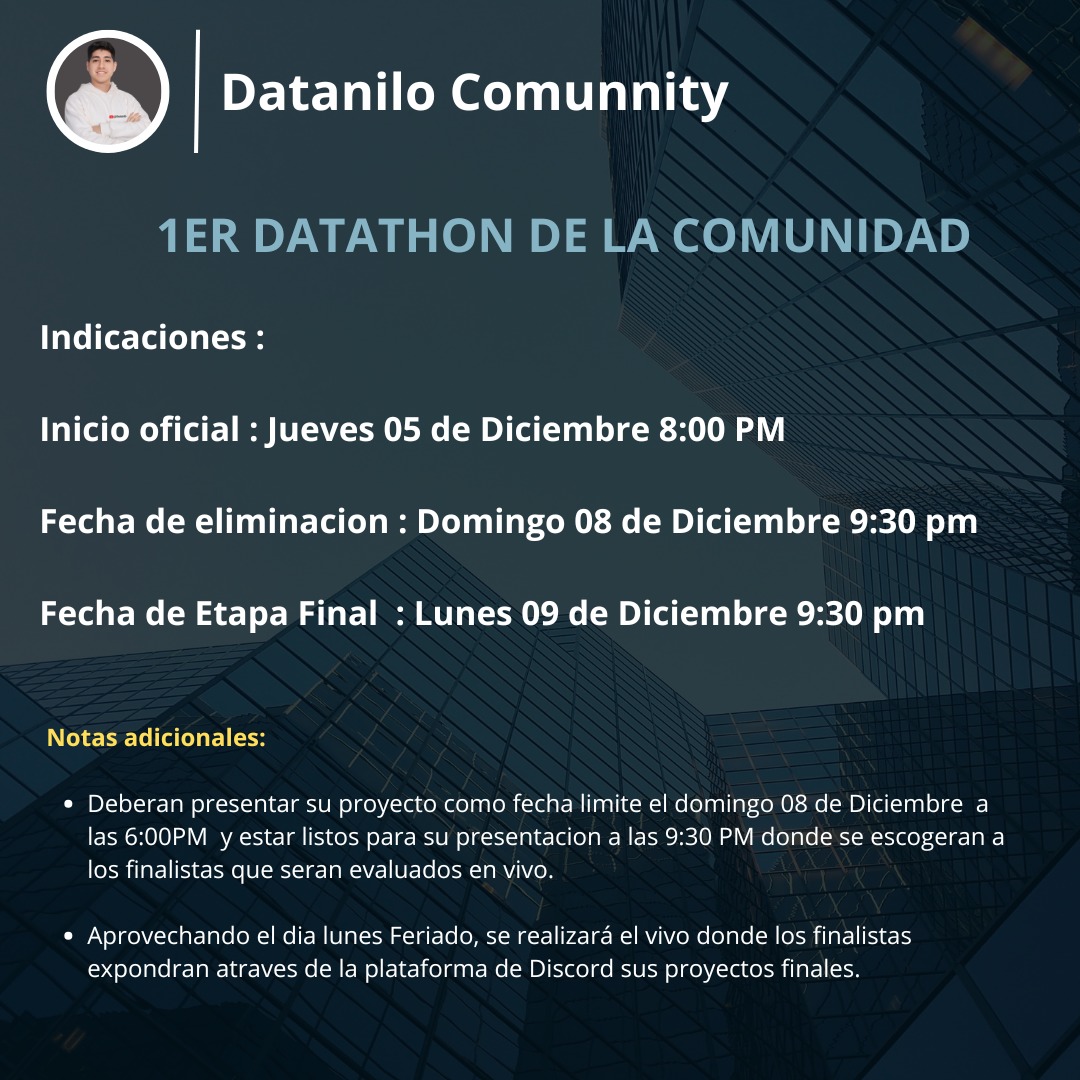 Datanilo Comunnity
1ER DATATHON DE LA COMUNIDAD
Indicaciones :
Inicio oficial : Jueves 05 de Diciembre 8:00 PM
Fecha de eliminacion : Domingo 08 de Diciembre 9:30 pm
Fecha de Etapa Final  : Lunes 09 de Diciembre 9:30 pm
Notas adicionales:
• Deberan presentar su proyecto como fecha limite el domingo 08 de Diciembre  a
las 6:00PM  y estar listos para su presentacion a las 9:30 PM donde se escogeran a
los finalistas que seran evaluados en vivo.
• Aprovechando el dia lunes Feriado, se realizará el vivo donde los finalistas
expondran atraves de la plataforma de Discord sus proyectos finales.